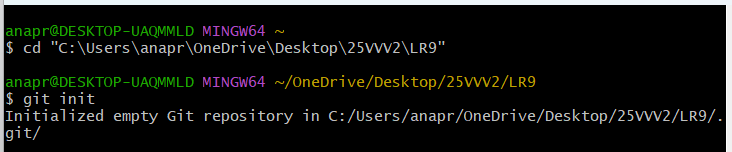 anapr@DESKTOP-UAQMMLD MINGW64 ~
$ cd "C:\Users\anapr\OneDrive\Desktop\25VVV2\LR9"
anapr@DESKTOP-UAQMMLD MINGW64 ~/OneDrive/Desktop/25VVV2/LR9
$ git init
Initialized empty Git repository in C:/Users/anapr/OneDrive/Desktop/25VVV2/LR9/.
git/